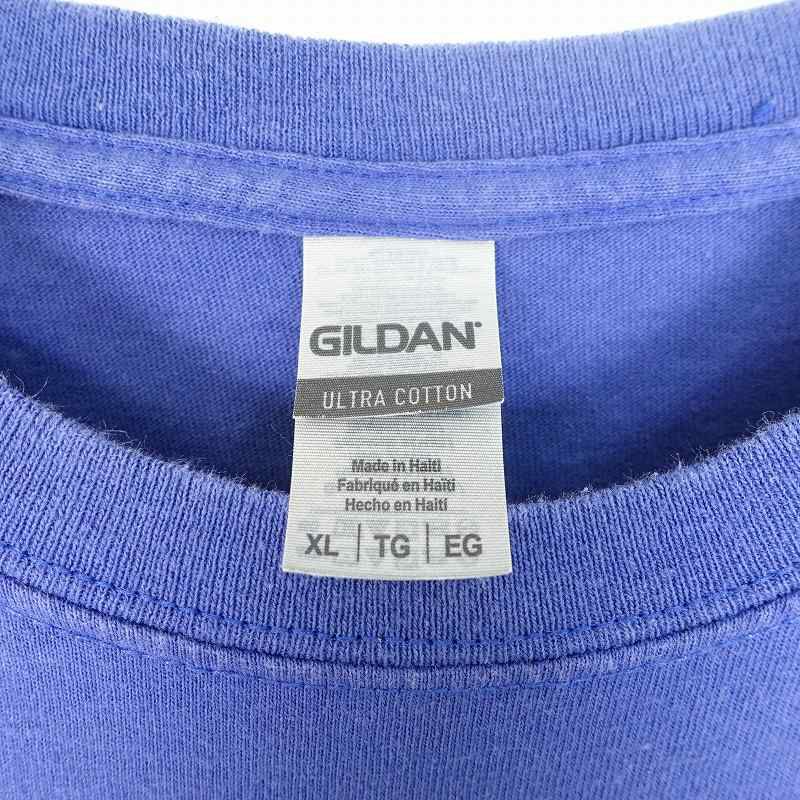 GILDAN
ULTRA COTTON
Made in Haiti
Fabriqué en Haïti
Hecho en Haití
XL | TG | EG